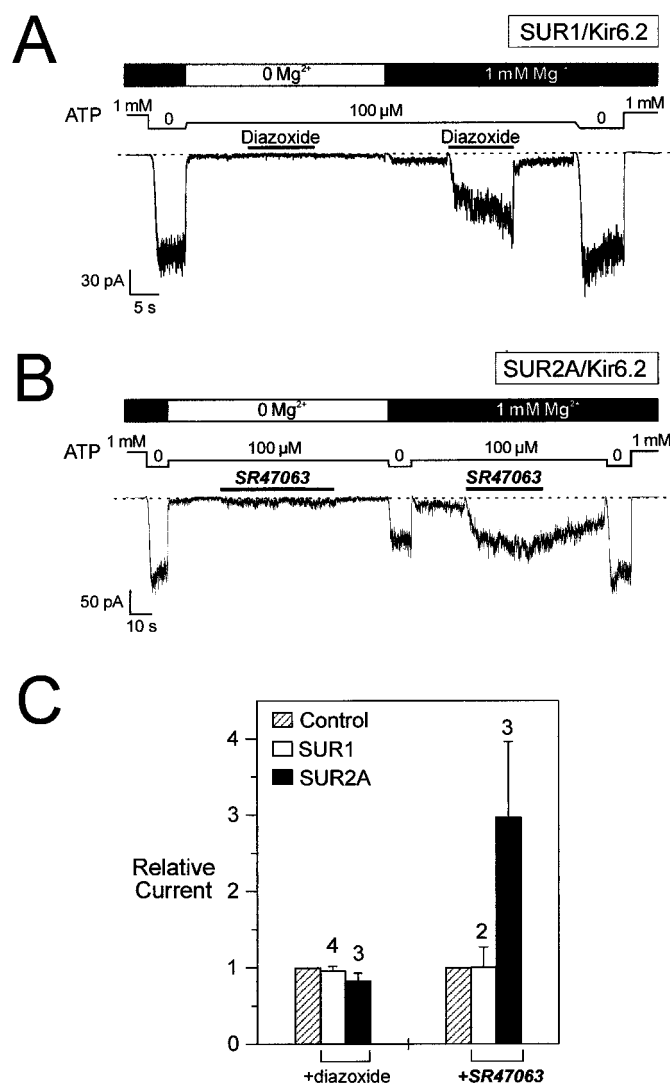 A
SUR1/Kir6.2
0 Mg2+
1 mM Mg
ATP 1 mM 0 100 µM 0 1 mM
Diazoxide Diazoxide
30 pA
5 s
B
SUR2A/Kir6.2
0 Mg2+
1 mM Mg2+
ATP 1 mM 0 100 µM 0 100 µM 0 1 mM
SR47063 SR47063
50 pA
10 s
C
Control
SUR1
SUR2A
Relative
Current
4
3
2
1
0
4 3
2 3
+diazoxide
+SR47063